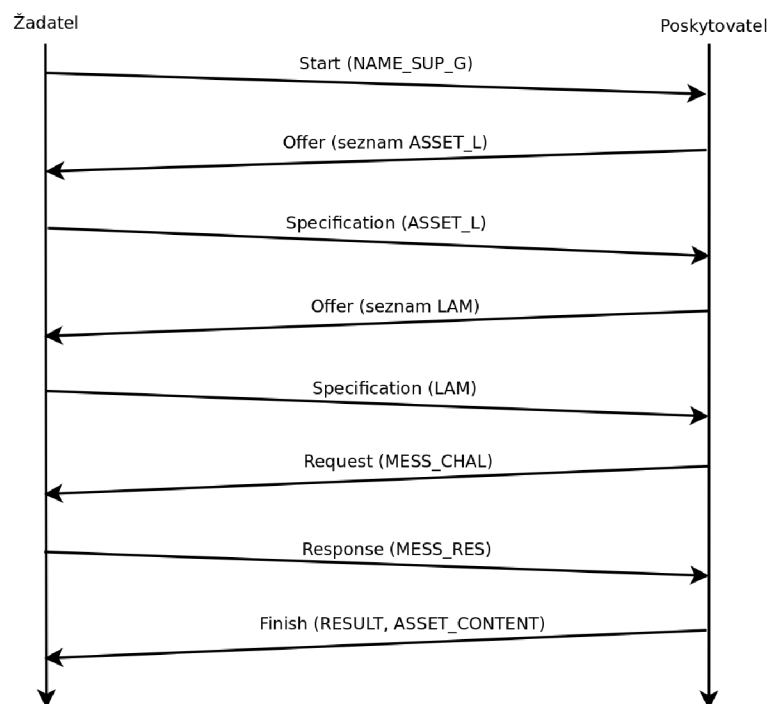 Žadatel
Poskytovatel
Start (NAME_SUP_G)
Offer (seznam ASSET_L)
Specification (ASSET_L)
Offer (seznam LAM)
Specification (LAM)
Request (MESS_CHAL)
Response (MESS_RES)
Finish (RESULT, ASSET_CONTENT)